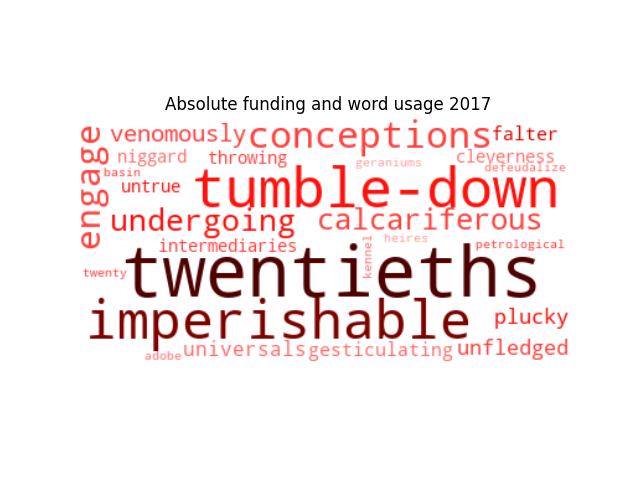 Absolute funding and word usage 2017
engage
venomously conceptions falter
niggard throwing geraniums cleverness
basin defeudalize
untrue tumble-down
undergoing calcariferous
intermediaries kennel heires petrological
twenty twentieths
imperishable plucky
adobe universals gesticulating unfledged